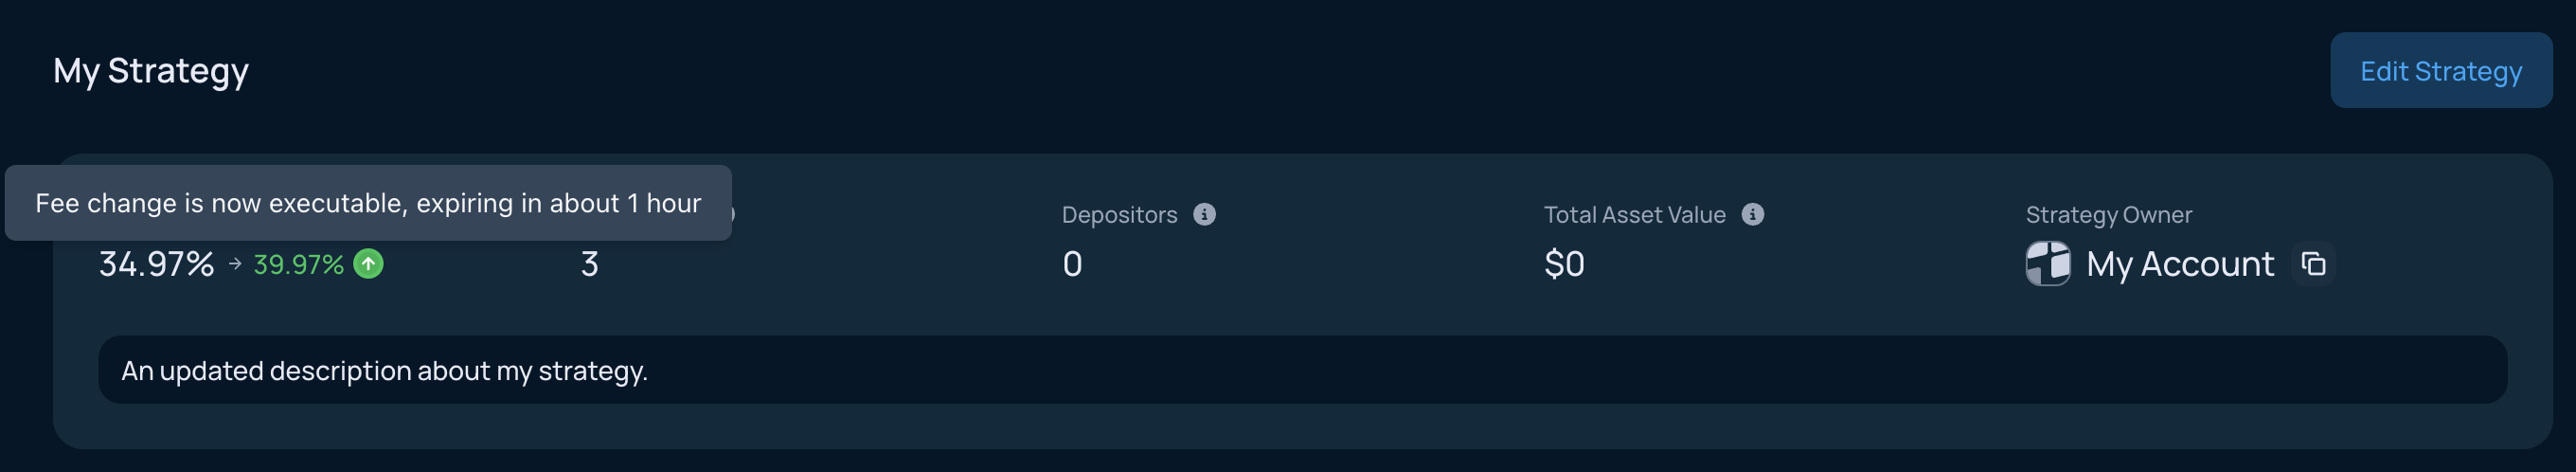 My Strategy
Edit Strategy
Fee change is now executable, expiring in about 1 hour
Depositors
Total Asset Value
Strategy Owner
34.97% → 39.97%
3
0
$0
My Account
An updated description about my strategy.